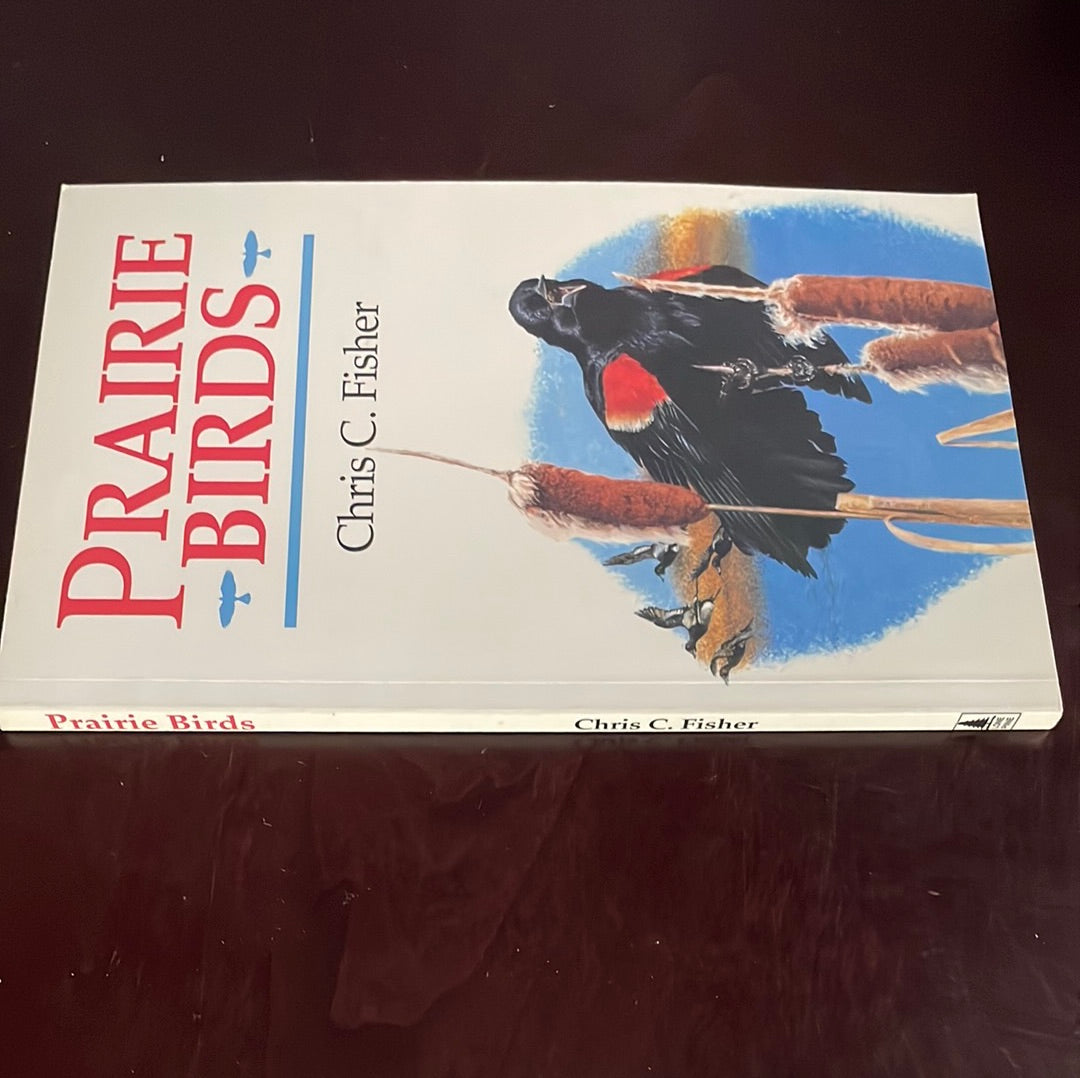 PRAIRIE
BIRDS
Chris C. Fisher
Prairie Birds
Chris C. Fisher